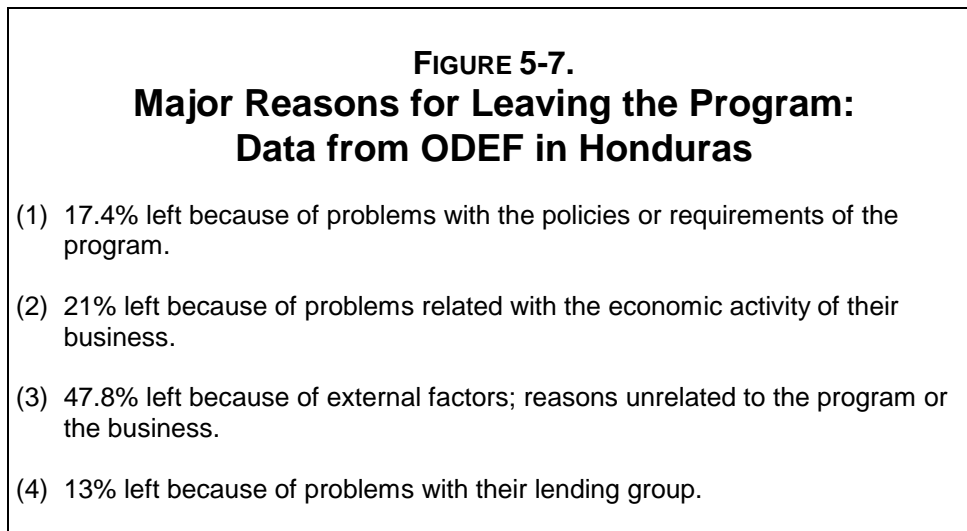 FIGURE 5-7.
Major Reasons for Leaving the Program:
Data from ODEF in Honduras
(1) 17.4% left because of problems with the policies or requirements of the
program.
(2) 21% left because of problems related with the economic activity of their
business.
(3) 47.8% left because of external factors; reasons unrelated to the program or
the business.
(4) 13% left because of problems with their lending group.